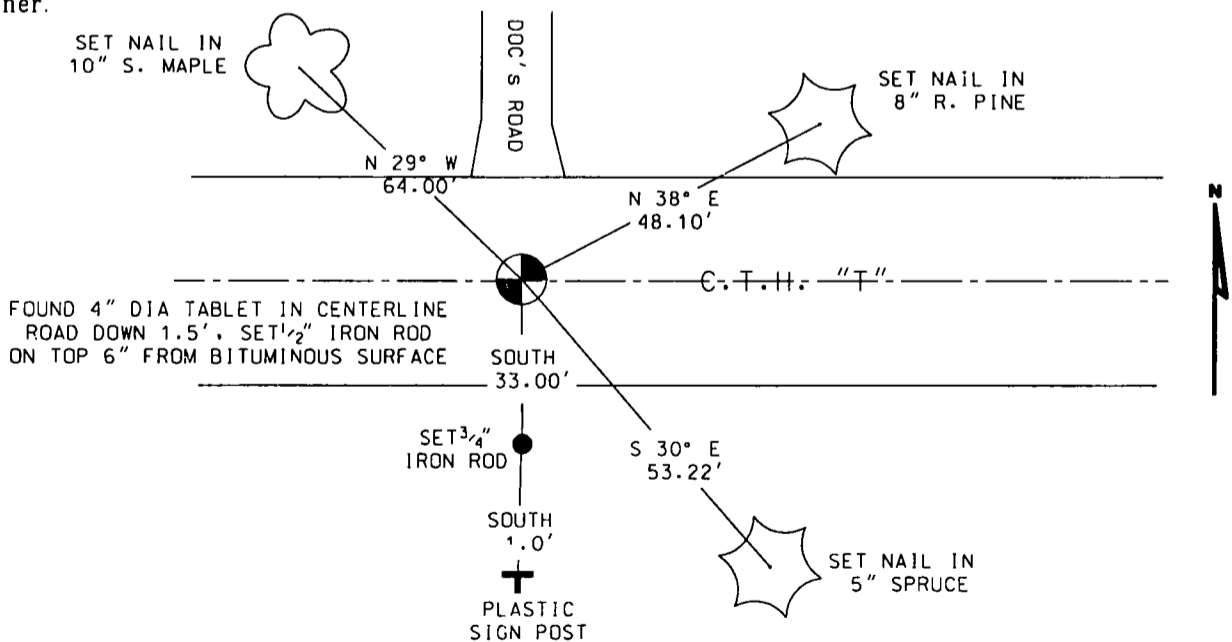 ner.
SET NAIL IN
10" S. MAPLE
DOC's ROAD
SET NAIL IN
8" R. PINE
N 29° W
64.00'
N 38° E
48.10'
N
C.T.H. "T"
FOUND 4" DIA TABLET IN CENTERLINE
ROAD DOWN 1.5', SET 1/2" IRON ROD
ON TOP 6" FROM BITUMINOUS SURFACE
SOUTH
33.00'
SET 3/4"
IRON ROD
S 30° E
53.22'
SOUTH
1.0'
SET NAIL IN
5" SPRUCE
PLASTIC
SIGN POST